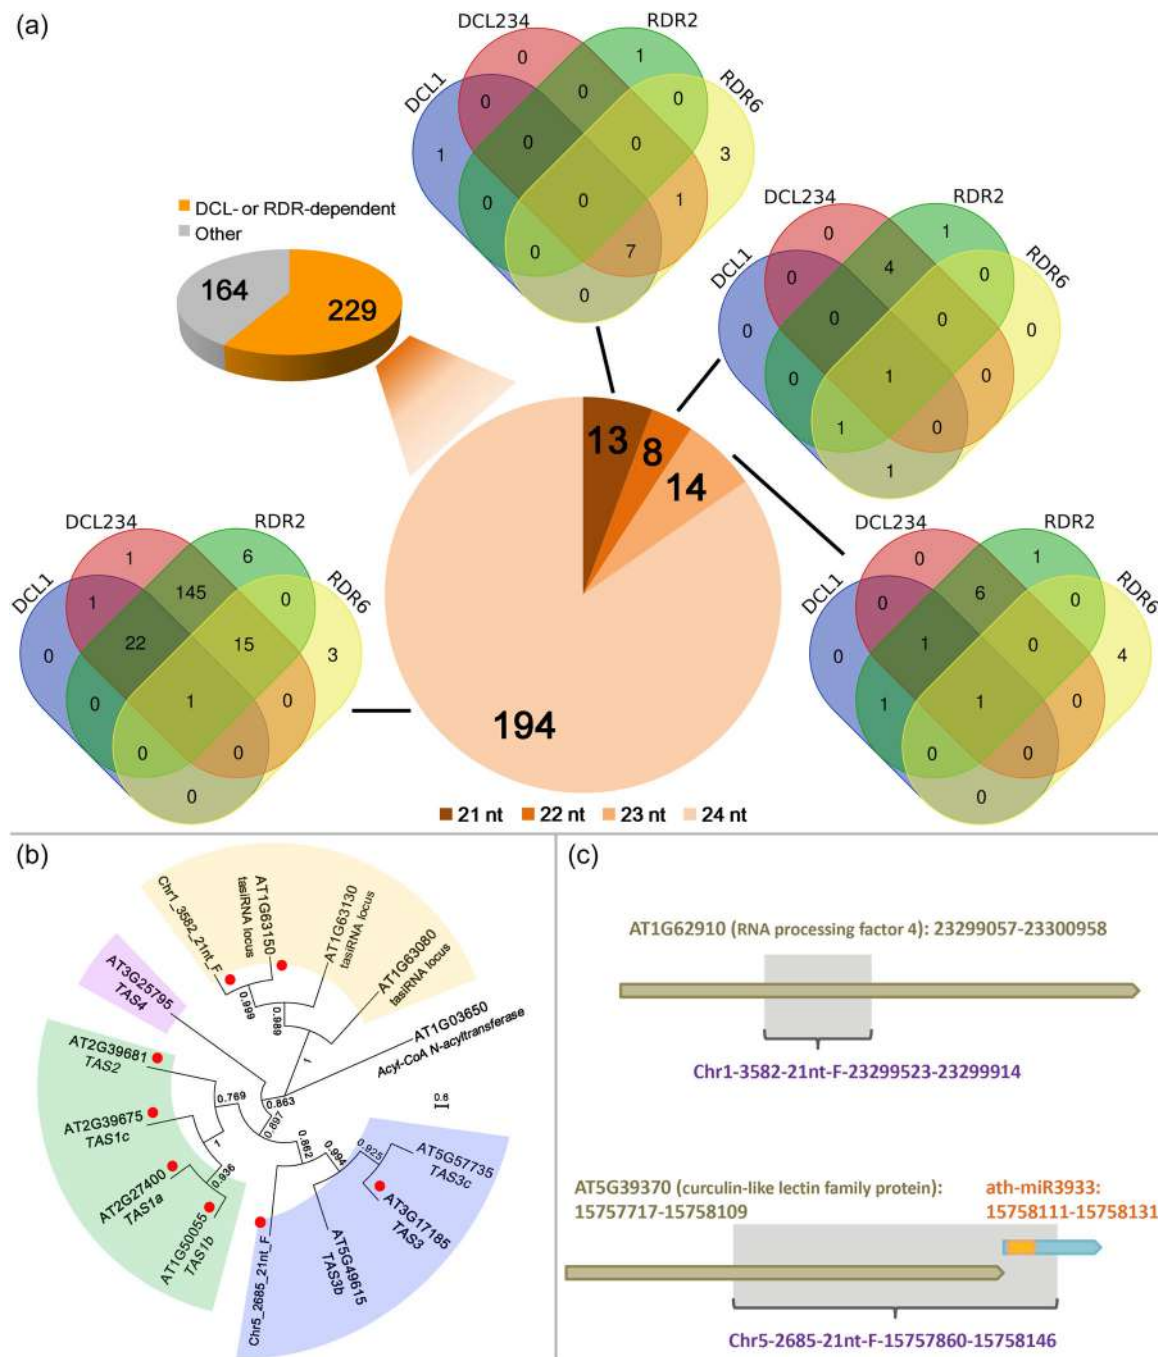 (a)
DCL234
RDR2
DCL1
RDR6
0
1
0
0
0
1
0
0
3
0
0
1
0
7
0
DCL- or RDR-dependent
Other
164
229
DCL234
RDR2
DCL1
RDR6
0
1
0
4
0
0
0
0
0
0
1
0
1
0
1
13
8
14
194
DCL234
RDR2
DCL1
RDR6
1
6
1
145
0
0
22
15
3
0
1
0
0
0
0
DCL234
RDR2
DCL1
RDR6
0
1
0
6
0
0
1
0
4
1
1
0
0
0
0
21 nt
22 nt
23 nt
24 nt
(b)
Chr1_3582_21nt_F
AT1G63150
tasiRNA locus
AT1G63130
tasiRNA locus
AT1G63080
tasiRNA locus
AT1G03650
Acyl-CoA N-acyltransferase
AT3G25795
TAS4
AT2G39681
TAS2
AT2G39675
TAS1c
AT2G27400
TAS1a
AT1G50055
TAS1b
Chr5_2685_21nt_F
AT5G49615
TAS3b
AT3G17185
TAS3
AT5G57735
TAS3c
0.999
0.989
1
0.863
0.897
0.769
1
0.936
0.862
0.994
0.925
0.6
(c)
AT1G62910 (RNA processing factor 4): 23299057-23300958
Chr1-3582-21nt-F-23299523-23299914
AT5G39370 (curculin-like lectin family protein):
15757717-15758109
ath-miR3933:
15758111-15758131
Chr5-2685-21nt-F-15757860-15758146